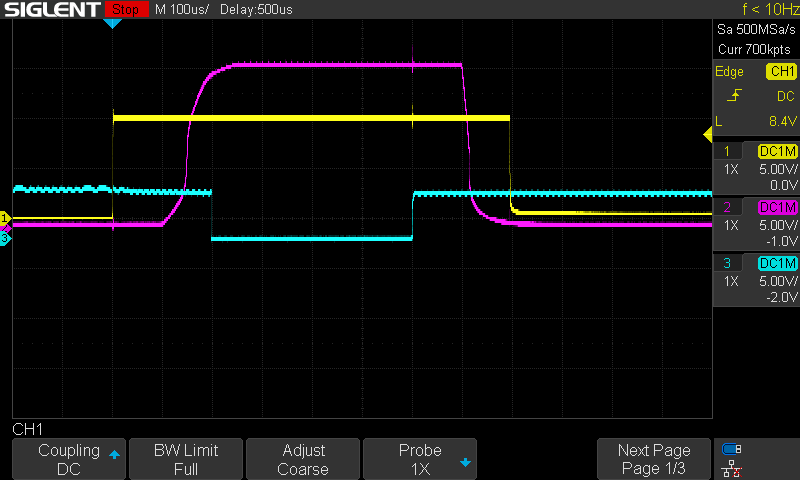 SIGLENT Stop M 100us/ Delay:500us f < 10Hz
Sa 500MSa/s
Curr 700kpts
Edge CH1
DC
L 8.4V
1 DC1M
1X 5.00V/
0.0V
2 DC1M
1X 5.00V/
-1.0V
3 DC1M
1X 5.00V/
-2.0V
1
3
CH1
Coupling
DC
BW Limit
Full
Adjust
Coarse
Probe
1X
Next Page
Page 1/3